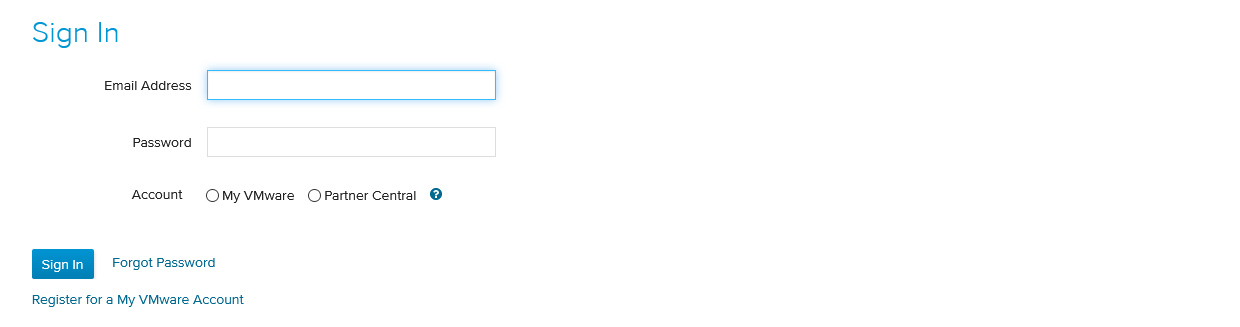 Sign In
Email Address
Password
Account My VMware Partner Central ?
Sign In Forgot Password
Register for a My VMware Account